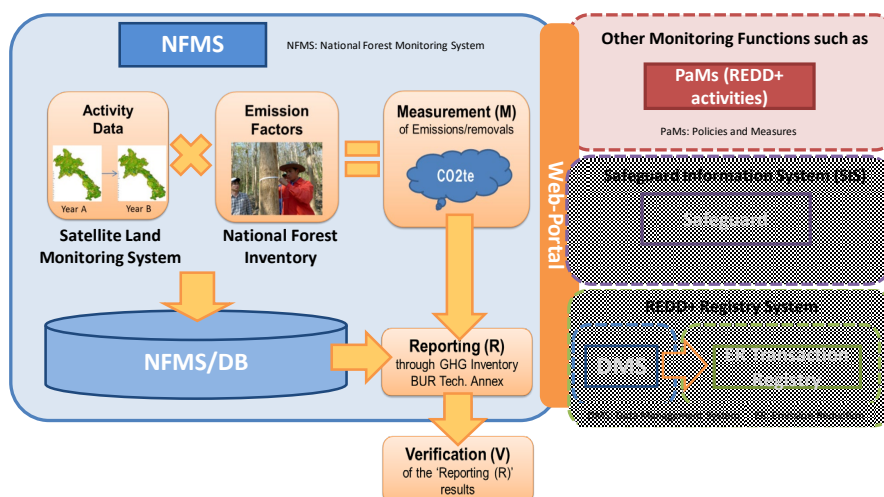 NFMS
NFMS: National Forest Monitoring System
Activity
Data
Year A
Year B
Satellite Land
Monitoring System
Emission
Factors
National Forest
Inventory
Measurement (M)
of Emissions/removals
CO2te
NFMS/DB
Reporting (R)
through GHG Inventory
BUR Tech. Annex
Verification (V)
of the ‘Reporting (R)’
results
Web-Portal
Other Monitoring Functions such as
PaMs (REDD+
activities)
PaMs: Policies and Measures
Safeguard Information System (SIS)
Safeguard
REDD+ Registry System
DMS
ER Transaction
Registry